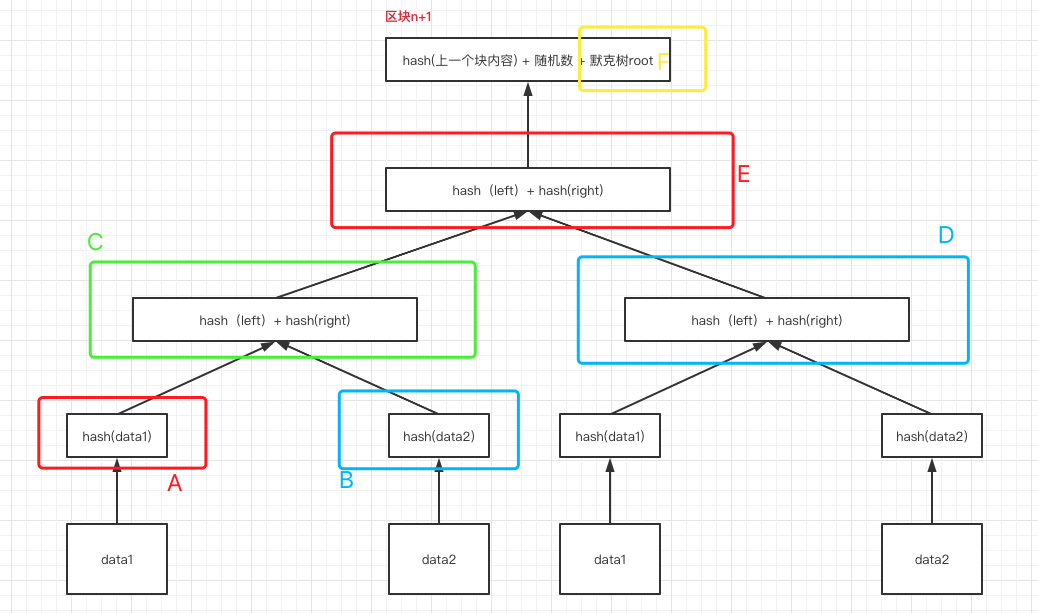 区块n+1
hash(上一个块内容) + 随机数 + 默克树root
F
hash（left）+ hash(right)
E
C
D
hash（left）+ hash(right)
hash（left）+ hash(right)
hash(data1)
hash(data2)
hash(data1)
hash(data2)
A
B
data1
data2
data1
data2